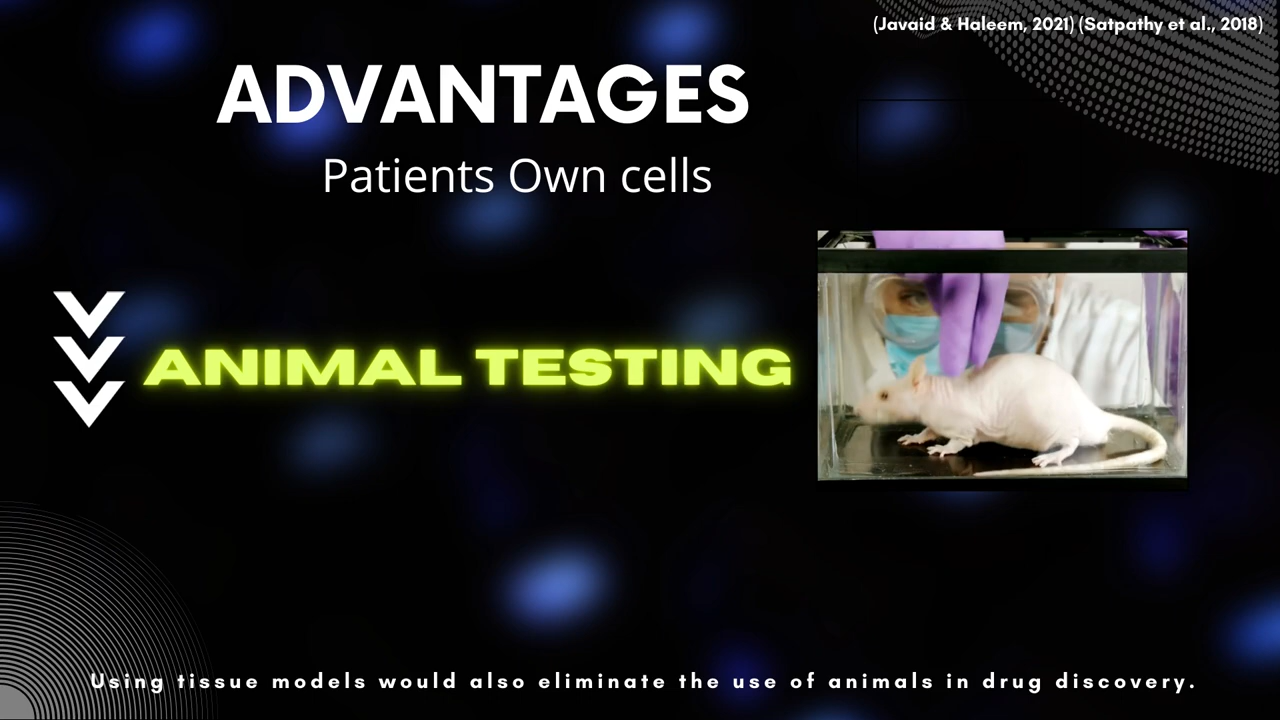 (Javaid & Haleem, 2021) (Satpathy et al., 2018)
ADVANTAGES
Patients Own cells
ANIMAL TESTING
Using tissue models would also eliminate the use of animals in drug discovery.